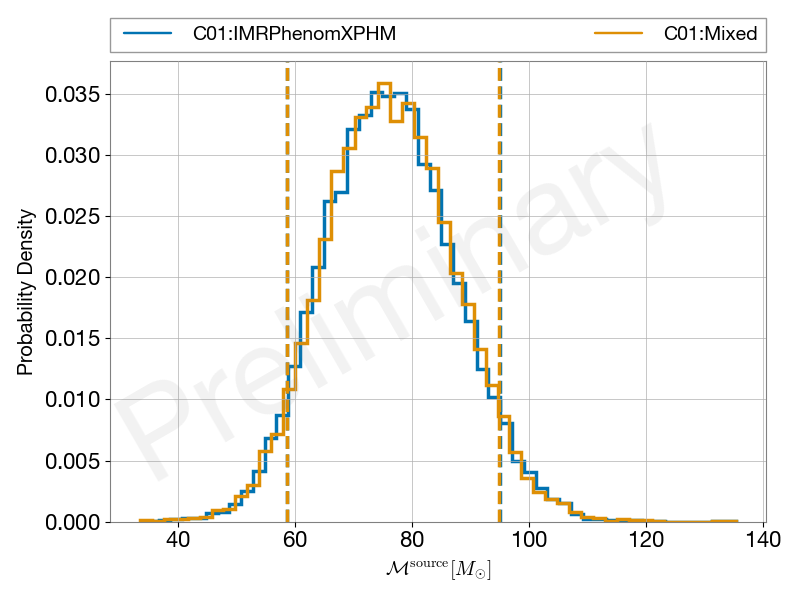 C01:IMRPhenomXPHM C01:Mixed
0.035
0.030
0.025
0.020
0.015
0.010
0.005
0.000
Probability Density
Preliminary
40 60 80 100 120 140
ℳ^source [M_⊙]